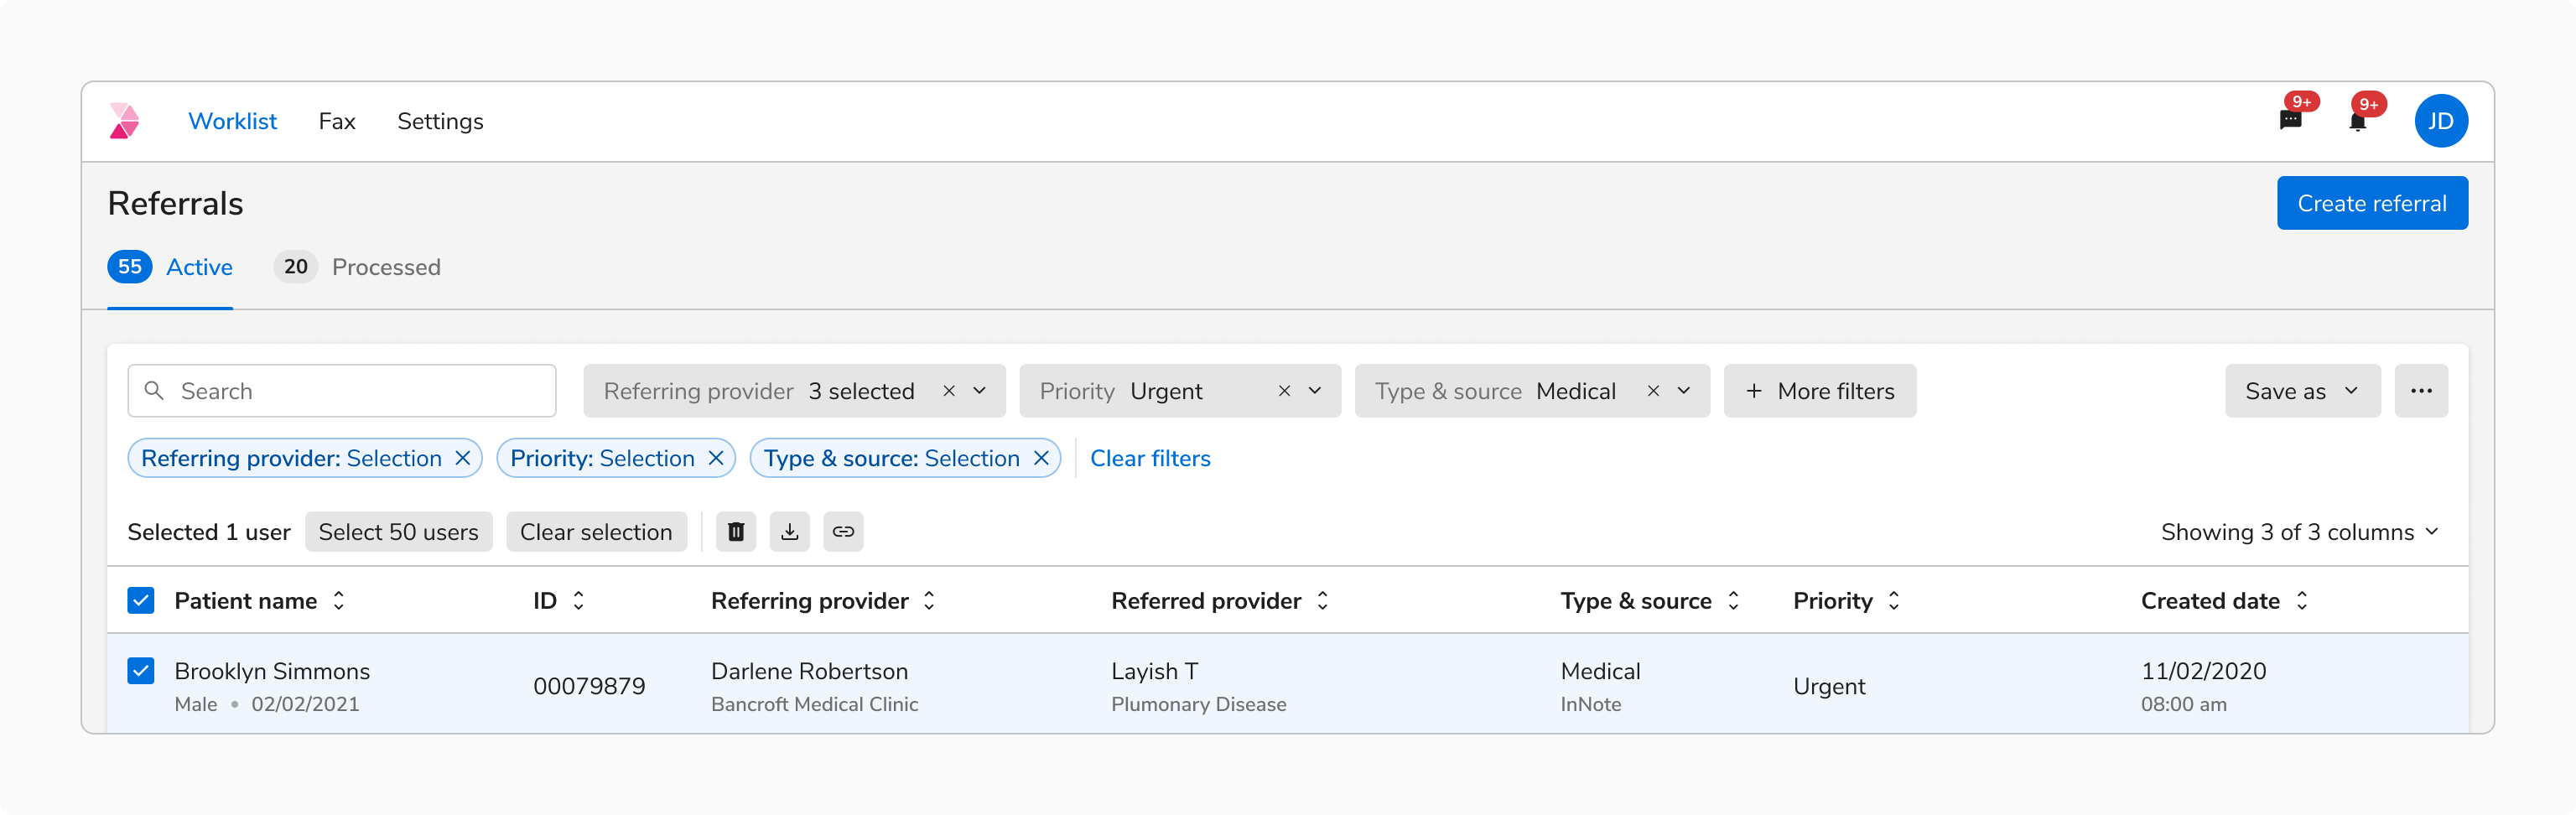 Worklist Fax Settings 9+ 9+ JD
Referrals Create referral
55 Active 20 Processed
Search Referring provider 3 selected Priority Urgent Type & source Medical More filters Save as
Referring provider: Selection Priority: Selection Type & source: Selection Clear filters
Selected 1 user Select 50 users Clear selection Showing 3 of 3 columns
Patient name ID Referring provider Referred provider Type & source Priority Created date
Brooklyn Simmons 00079879 Darlene Robertson Layish T Medical Urgent 11/02/2020
Male • 02/02/2021 Bancroft Medical Clinic Plumonary Disease InNote 08:00 am